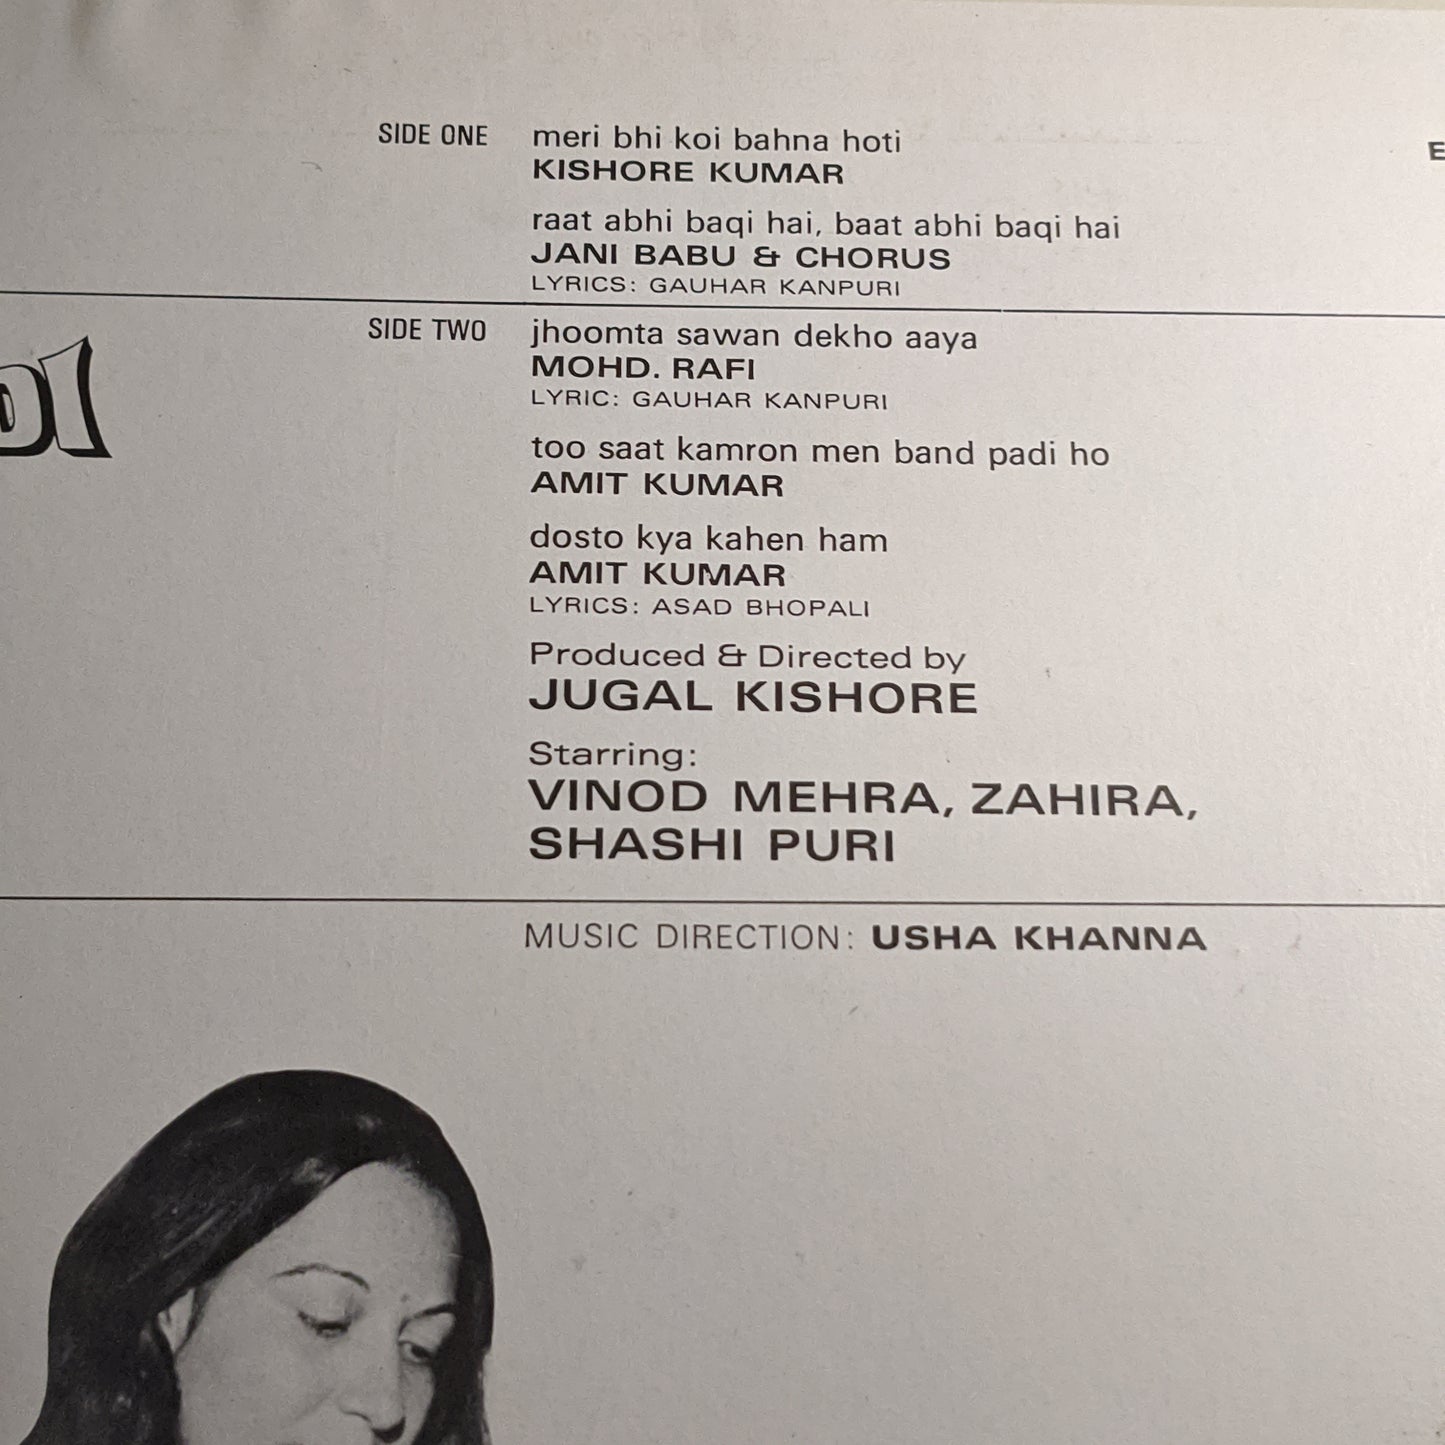 SIDE ONE meri bhi koi bahna hoti
KISHORE KUMAR
raat abhi baqi hai, baat abhi baqi hai
JANI BABU & CHORUS
LYRICS: GAUHAR KANPURI
SIDE TWO jhoomta sawan dekho aaya
MOHD. RAFI
LYRIC: GAUHAR KANPURI
too saat kamron men band padi ho
AMIT KUMAR
dosto kya kahen ham
AMIT KUMAR
LYRICS: ASAD BHOPALI
Produced & Directed by
JUGAL KISHORE
Starring:
VINOD MEHRA, ZAHIRA,
SHASHI PURI
MUSIC DIRECTION: USHA KHANNA